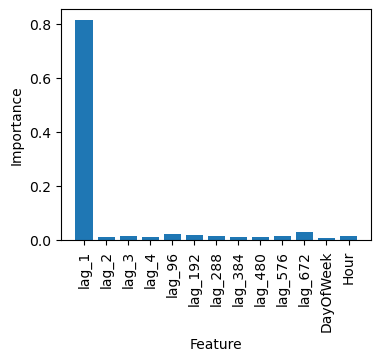 Importance
0.8
0.6
0.4
0.2
0.0
lag_1
lag_2
lag_3
lag_4
lag_96
lag_192
lag_288
lag_384
lag_480
lag_576
lag_672
DayOfWeek
Hour
Feature